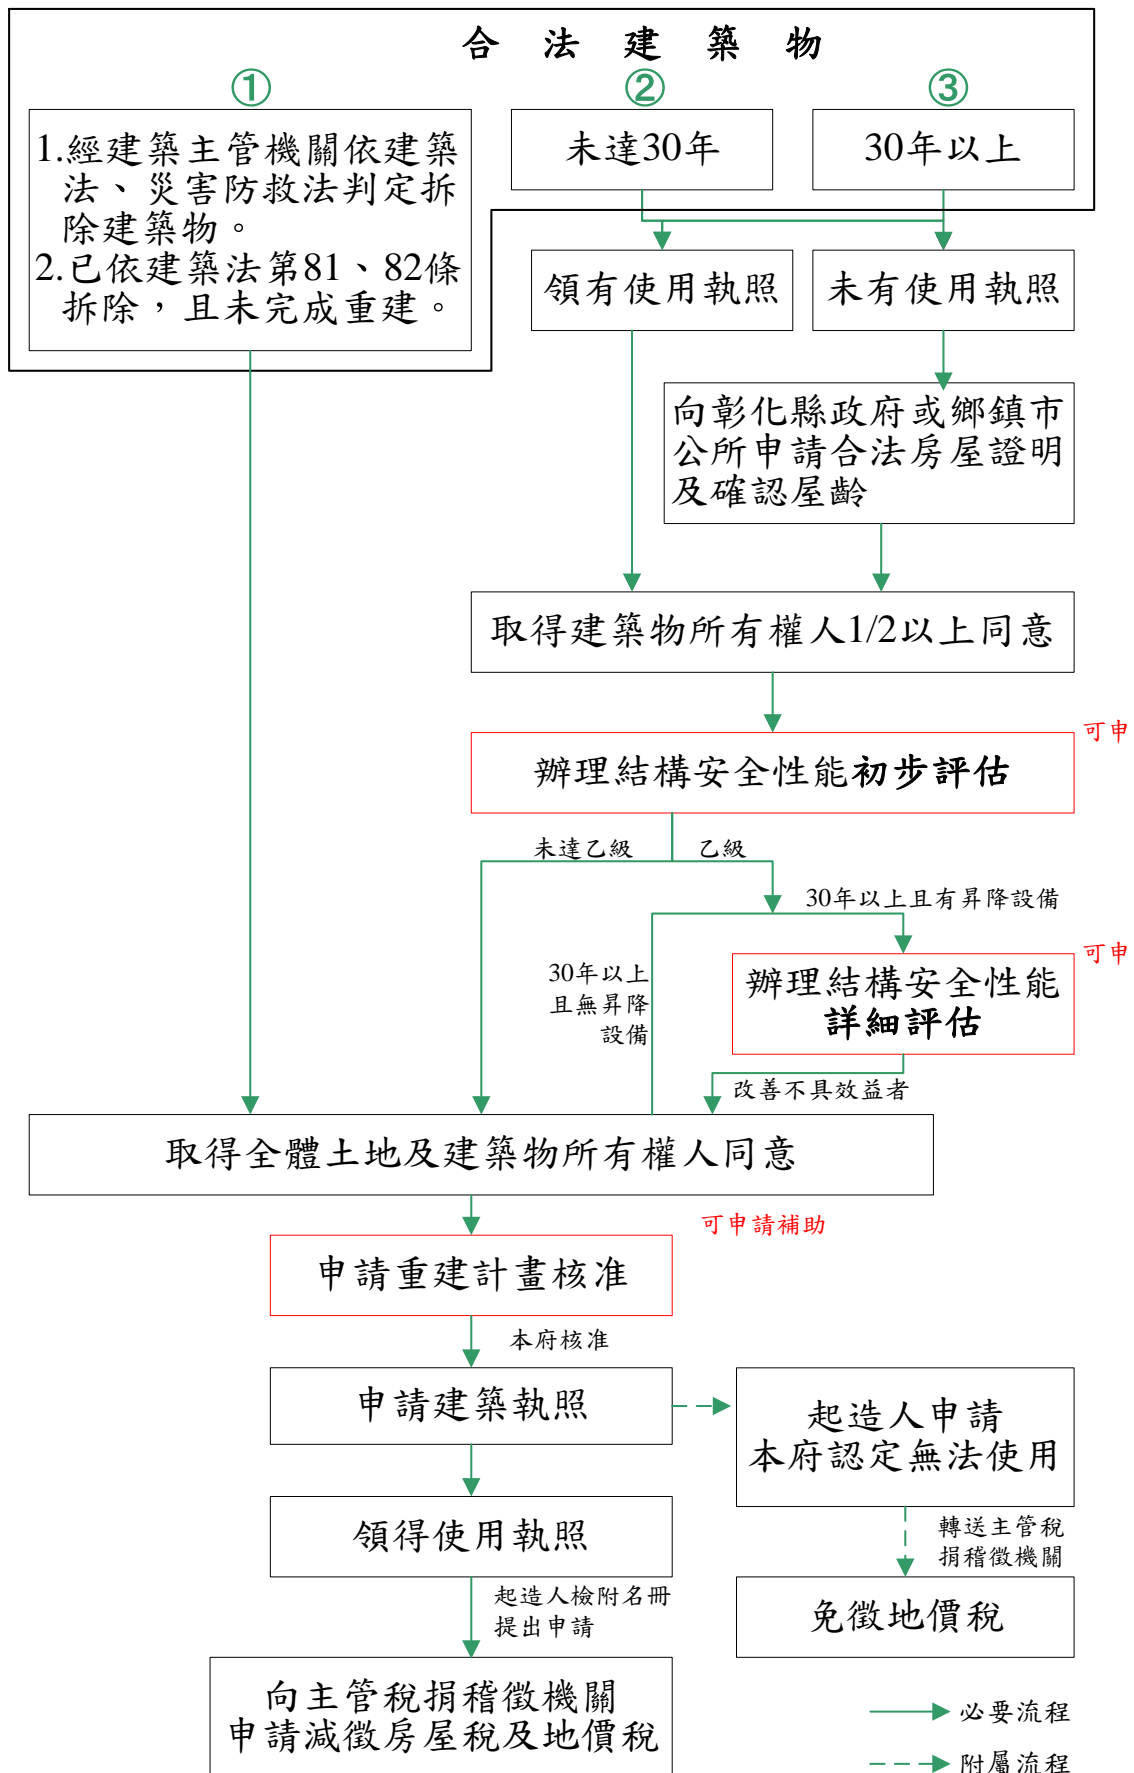 合法建築物
①
②
③
1.經建築主管機關依建築
法、災害防救法判定拆
除建築物。
2.已依建築法第81、82條
拆除，且未完成重建。
未達30年
30年以上
領有使用執照
未有使用執照
向彰化縣政府或鄉鎮市
公所申請合法房屋證明
及確認屋齡
取得建築物所有權人1/2以上同意
可申
辦理結構安全性能初步評估
未達乙級
乙級
30年以上且有昇降設備
可申
30年以上
且無昇降
設備
辦理結構安全性能
詳細評估
改善不具效益者
取得全體土地及建築物所有權人同意
可申請補助
申請重建計畫核准
本府核准
申請建築執照
起造人申請
本府認定無法使用
領得使用執照
轉送主管稅
捐稽徵機關
起造人檢附名冊
提出申請
免徵地價稅
向主管稅捐稽徵機關
申請減徵房屋稅及地價稅
必要流程
附屬流程